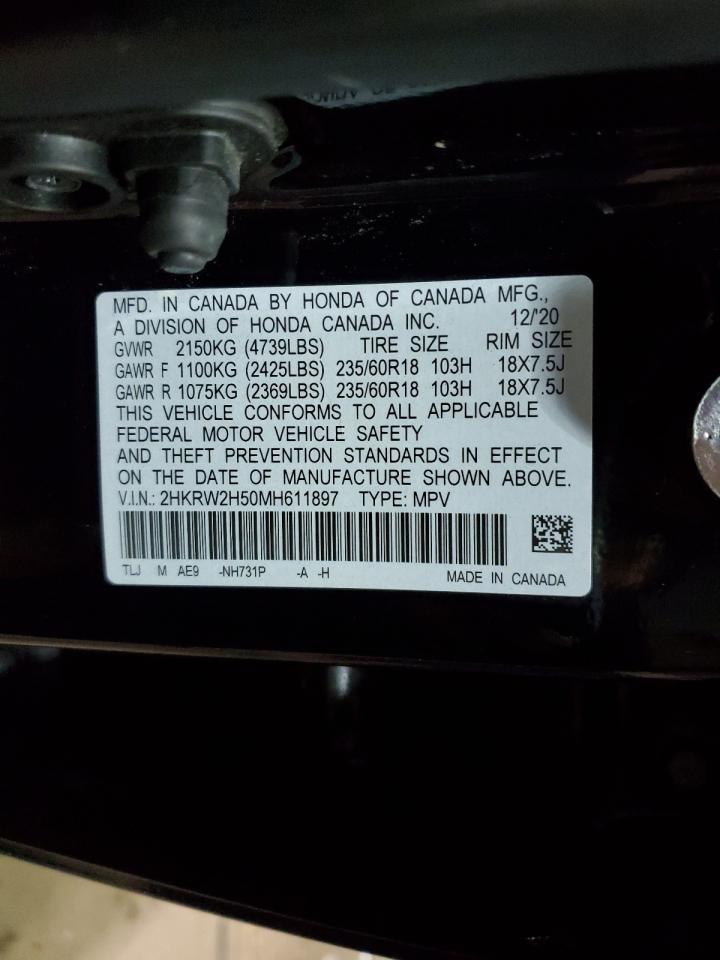 MFD. IN CANADA BY HONDA OF CANADA MFG.,
A DIVISION OF HONDA CANADA INC. 12/'20
GVWR 2150KG (4739LBS) TIRE SIZE RIM SIZE
GAWR F 1100KG (2425LBS) 235/60R18 103H 18X7.5J
GAWR R 1075KG (2369LBS) 235/60R18 103H 18X7.5J
THIS VEHICLE CONFORMS TO ALL APPLICABLE
FEDERAL MOTOR VEHICLE SAFETY
AND THEFT PREVENTION STANDARDS IN EFFECT
ON THE DATE OF MANUFACTURE SHOWN ABOVE.
V.I.N.: 2HKRW2H50MH611897 TYPE: MPV
TLJ M AE9 -NH731P -A -H MADE IN CANADA